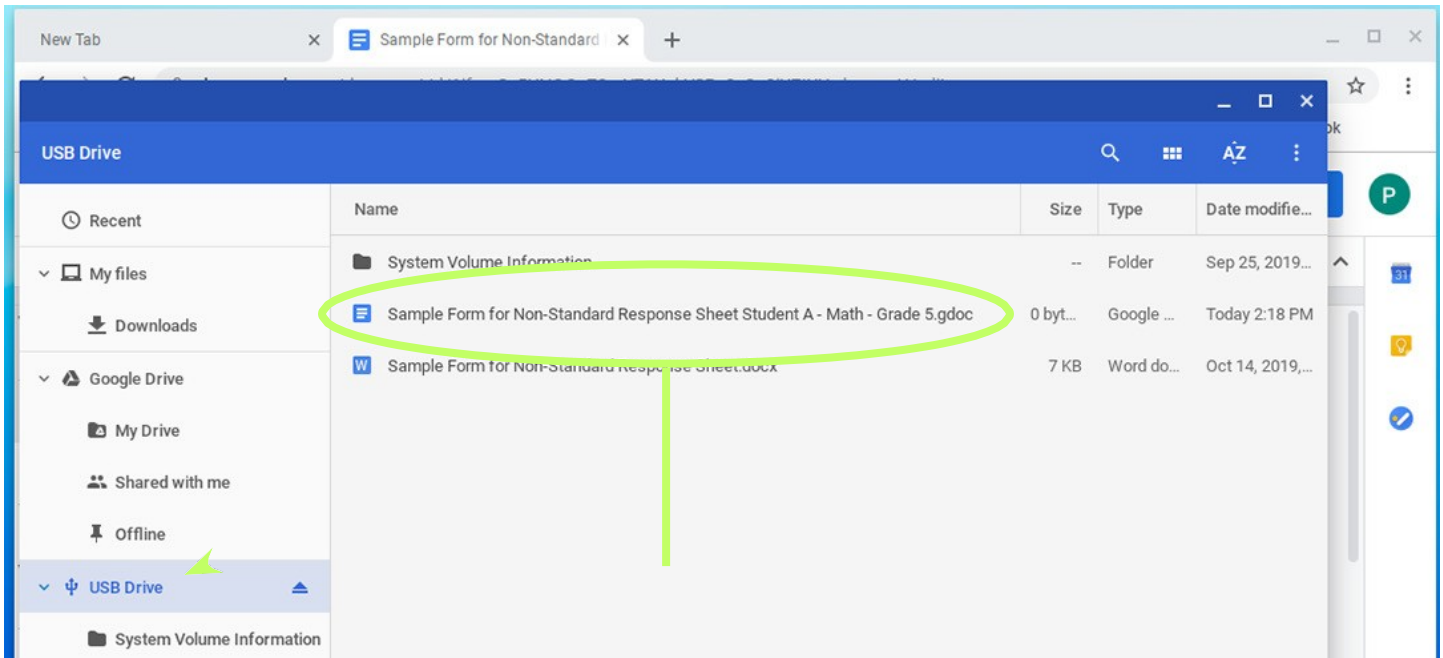 New Tab
Sample Form for Non-Standard
USB Drive
AZ
P
Recent
Name Size Type Date modifie...
My files
System Volume Information -- Folder Sep 25, 2019...
31
Downloads
Sample Form for Non-Standard Response Sheet Student A - Math - Grade 5.gdoc 0 byt... Google ... Today 2:18 PM
Google Drive
W Sample Form for Non-Standard Response Sheet.docx 7 KB Word do... Oct 14, 2019,...
My Drive
Shared with me
Offline
USB Drive
System Volume Information